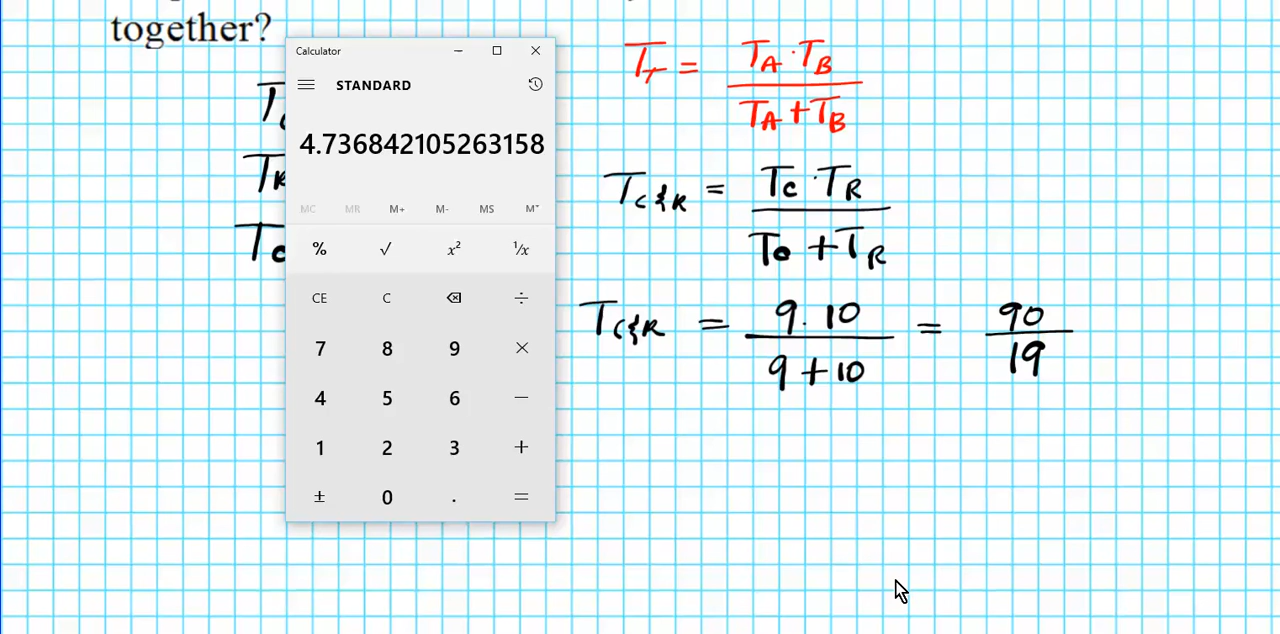 together?
Calculator
STANDARD
4.736842105263158
MC MR M+ M- MS M˅
% √ x² ¹/x
CE C ⌫ ÷
7 8 9 ×
4 5 6 −
1 2 3 +
± 0 . =
T
TR
TC
T_T = T_A · T_B / T_A + T_B
T_C&R = T_C · T_R / T_C + T_R
T_C&R = 9 . 10 / 9 + 10 = 90 / 19